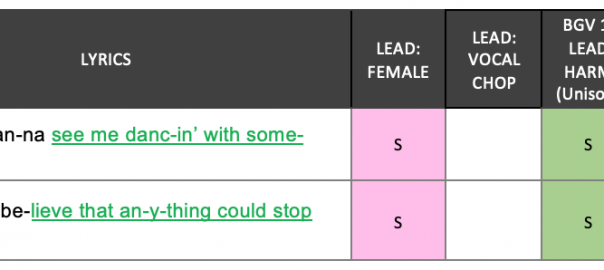 LYRICS
LEAD: FEMALE
LEAD: VOCAL CHOP
BGV 1
LEAD
HARM
(Uniso
an-na see me danc-in’ with some-
S
S
be-lieve that an-y-thing could stop
S
S